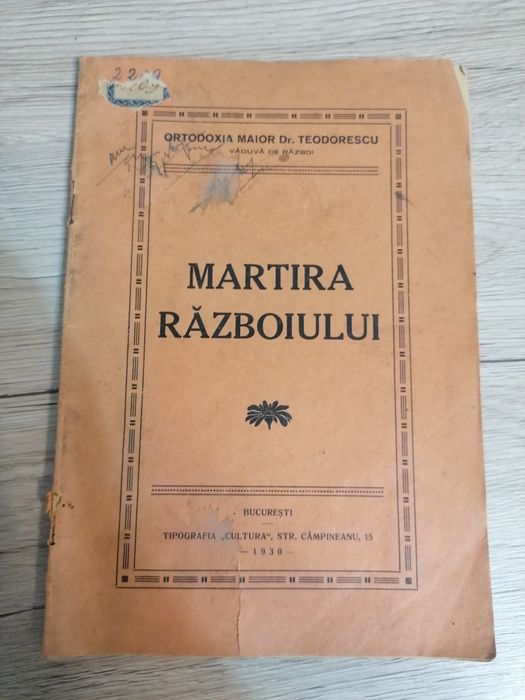 ORTODOXIA MAIOR Dr. TEODORESCU
VĂDUVĂ DE RĂZBOI
MARTIRA
RĂZBOIULUI
BUCUREȘTI
TIPOGRAFIA „CULTURA", STR. CÂMPINEANU, 15
— 1930